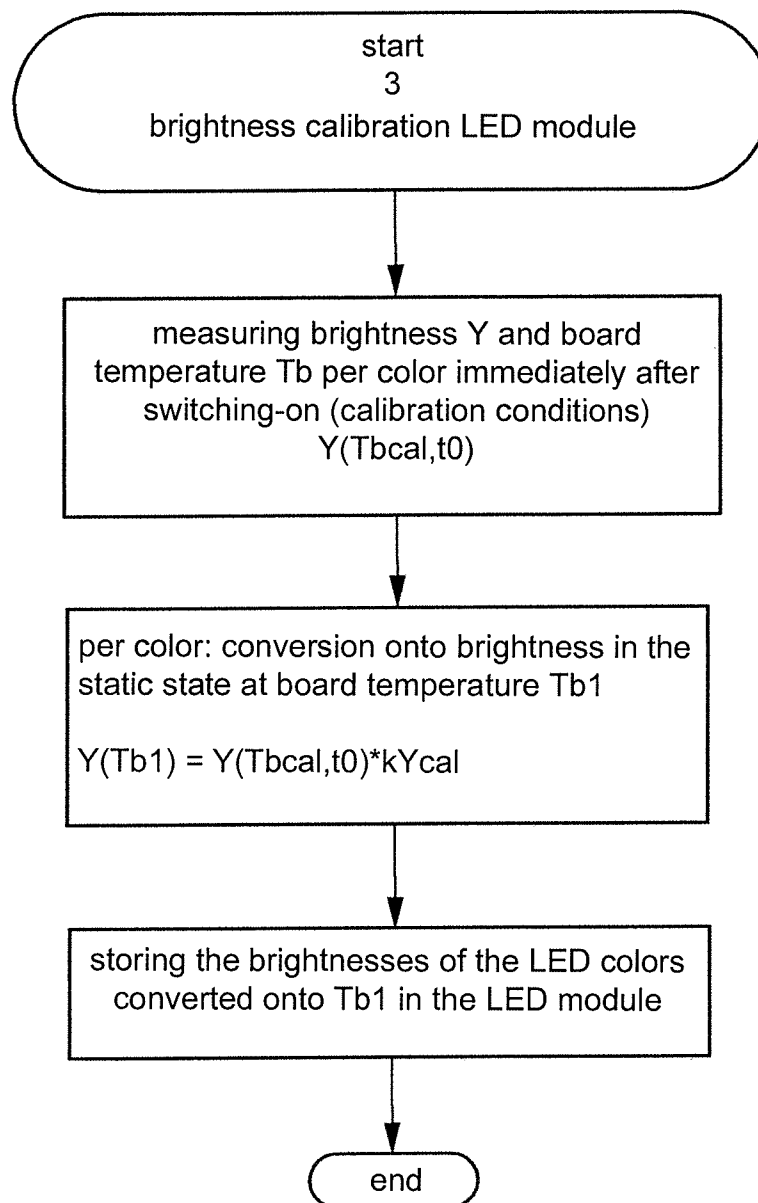 start
3
brightness calibration LED module
measuring brightness Y and board
temperature Tb per color immediately after
switching-on (calibration conditions)
Y(Tbcal,t0)
per color: conversion onto brightness in the
static state at board temperature Tb1
Y(Tb1) = Y(Tbcal,t0)*kYcal
storing the brightnesses of the LED colors
converted onto Tb1 in the LED module
end